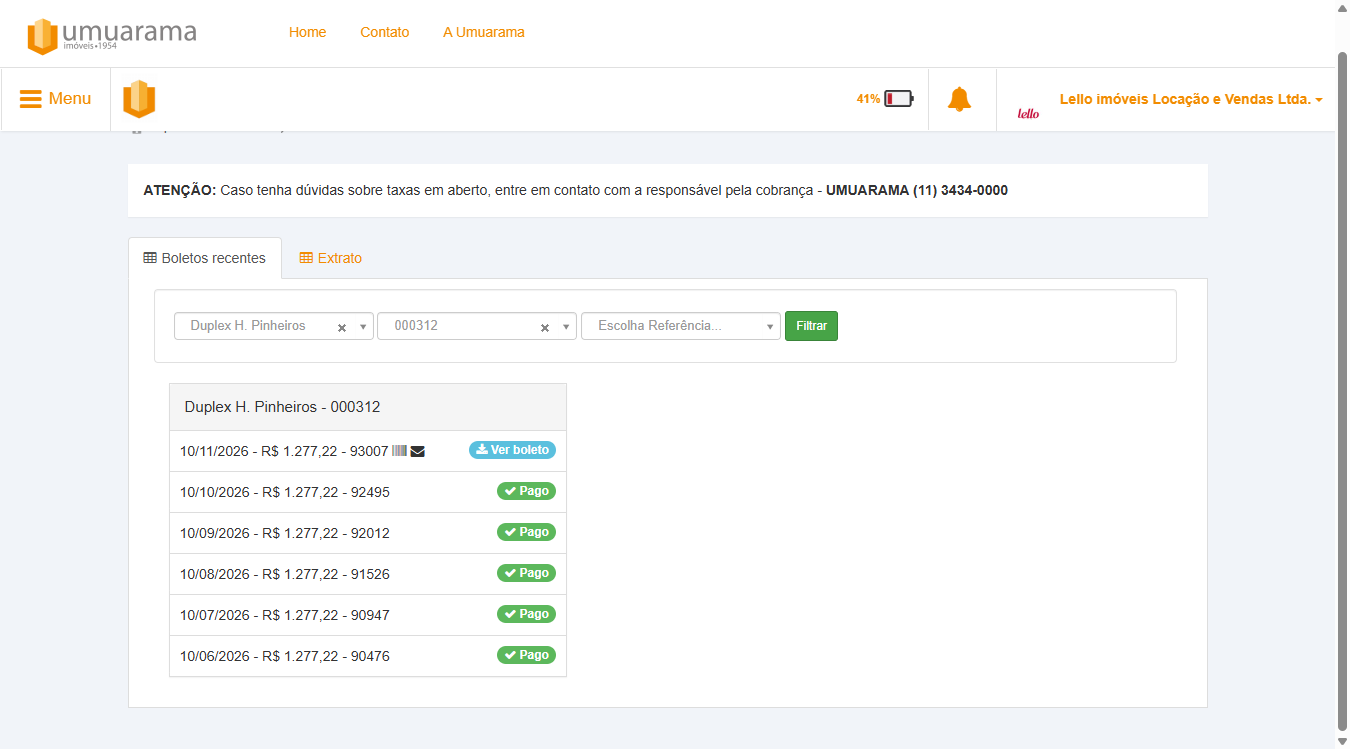 umuarama
imóveis•1954
Home Contato A Umuarama
Menu
41%
lello
Lello imóveis Locação e Vendas Ltda.
ATENÇÃO: Caso tenha dúvidas sobre taxas em aberto, entre em contato com a responsável pela cobrança - UMUARAMA (11) 3434-0000
Boletos recentes Extrato
Duplex H. Pinheiros × 000312 × Escolha Referência... Filtrar
Duplex H. Pinheiros - 000312
10/11/2026 - R$ 1.277,22 - 93007 Ver boleto
10/10/2026 - R$ 1.277,22 - 92495 Pago
10/09/2026 - R$ 1.277,22 - 92012 Pago
10/08/2026 - R$ 1.277,22 - 91526 Pago
10/07/2026 - R$ 1.277,22 - 90947 Pago
10/06/2026 - R$ 1.277,22 - 90476 Pago